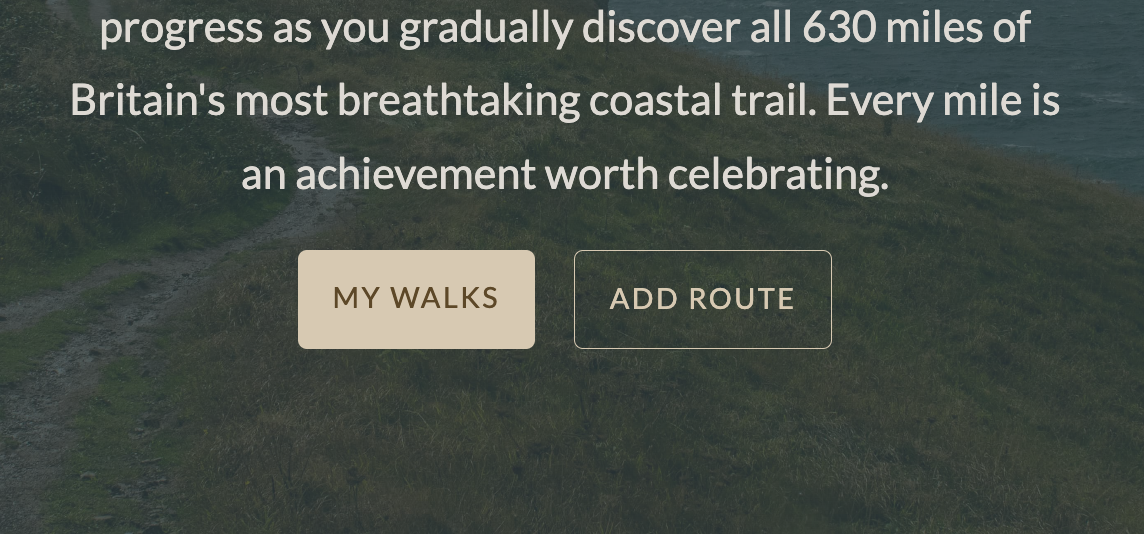 progress as you gradually discover all 630 miles of
Britain's most breathtaking coastal trail. Every mile is
an achievement worth celebrating.
MY WALKS
ADD ROUTE